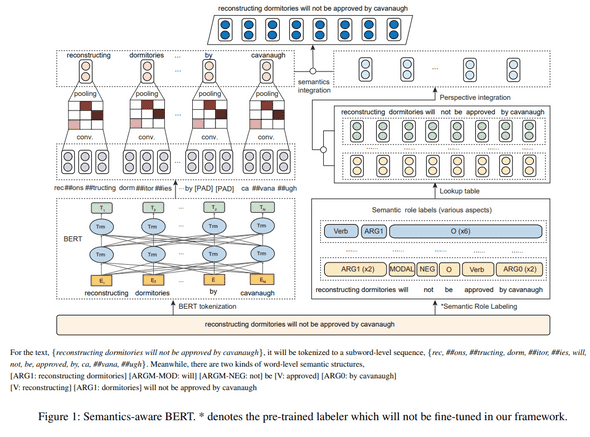 reconstructing dormitories will not be approved by cavanaugh
reconstructing dormitories ... by cavanaugh
...
semantics
integration
Perspective integration
pooling pooling pooling pooling
conv. conv. conv. conv.
reconstructing dormitories will not be approved by cavanaugh
......
...
rec ##ons ##tructing dorm ##itor ##ies ... by [PAD] [PAD] ca ##vana ##ugh
Lookup table
BERT
T₁ T₂ ... Tₙ
Trm Trm ... Trm Trm
Trm Trm ... Trm Trm
E₁ E₂ ... E Eₙ
reconstructing dormitories ... by cavanaugh
Semantic role labels (various aspects)
Verb ARG1 O (x6)
......
ARG1 (x2) MODAL NEG O Verb ARG0 (x2)
reconstructing dormitories will not be approved by cavanaugh
BERT tokenization
*Semantic Role Labeling
reconstructing dormitories will not be approved by cavanaugh
For the text, {reconstructing dormitories will not be approved by cavanaugh}, it will be tokenized to a subword-level sequence, {rec, ##ons, ##tructing, dorm, ##itor, ##ies, will,
not, be, approved, by, ca, ##vana, ##ugh}. Meanwhile, there are two kinds of word-level semantic structures,
[ARG1: reconstructing dormitories] [ARGM-MOD: will] [ARGM-NEG: not] be [V: approved] [ARG0: by cavanaugh]
[V: reconstructing] [ARG1: dormitories] will not be approved by cavanaugh
Figure 1: Semantics-aware BERT. * denotes the pre-trained labeler which will not be fine-tuned in our framework.